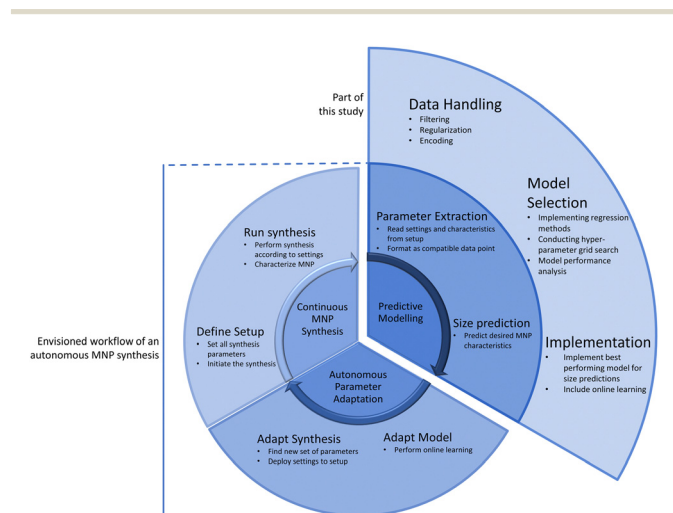 Part of
this study
Data Handling
• Filtering
• Regularization
• Encoding
Model
Selection
• Implementing regression
methods
• Conducting hyper-
parameter grid search
• Model performance
analysis
Implementation
• Implement best
performing model for
size predictions
• Include online learning
Parameter Extraction
• Read settings and characteristics
from setup
• Format as compatible data point
Size prediction
• Predict desired MNP
characteristics
Predictive
Modelling
Run synthesis
• Perform synthesis
according to settings
• Characterize MNP
Continuous
MNP
Synthesis
Define Setup
• Set all synthesis
parameters
• Initiate the synthesis
Envisioned workflow of an
autonomous MNP synthesis
Autonomous
Parameter
Adaptation
Adapt Synthesis
• Find new set of parameters
• Deploy settings to setup
Adapt Model
• Perform online learning